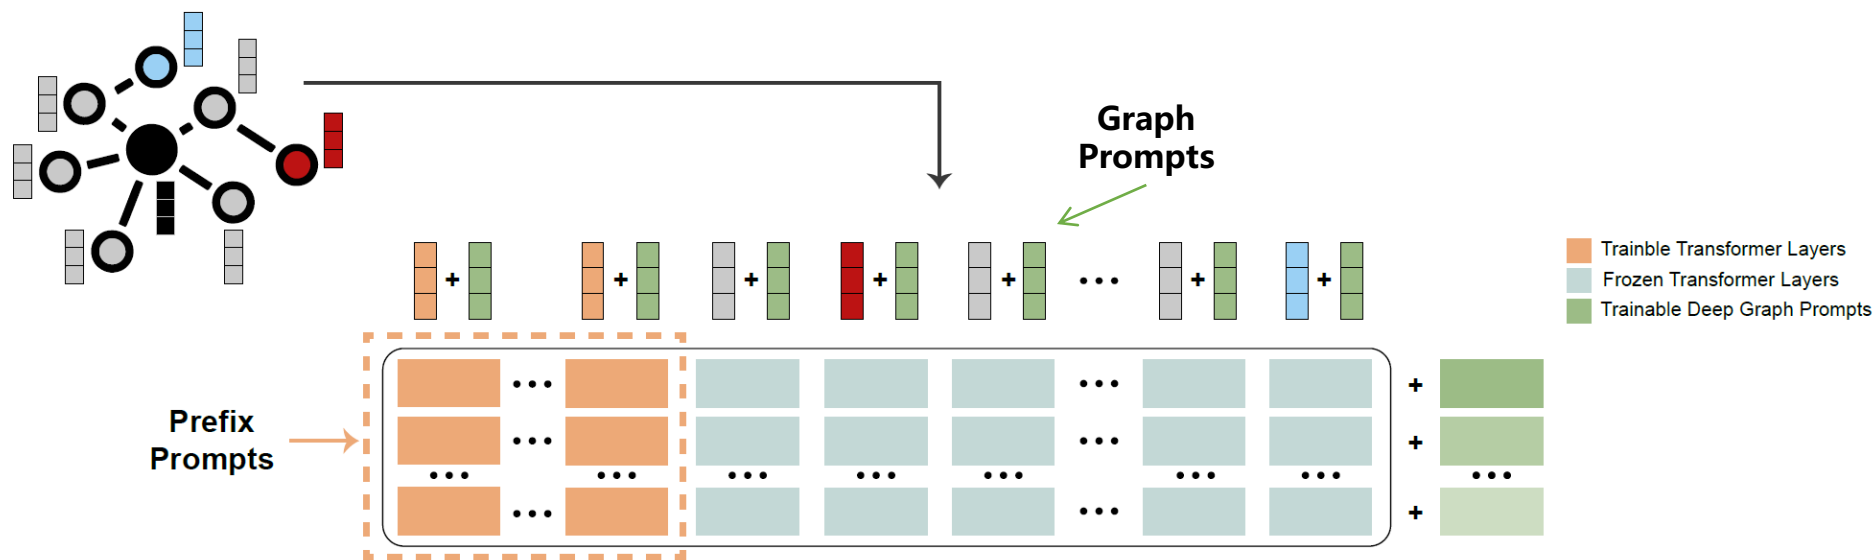 Graph
Prompts
Trainble Transformer Layers
Frozen Transformer Layers
Trainable Deep Graph Prompts
Prefix
Prompts